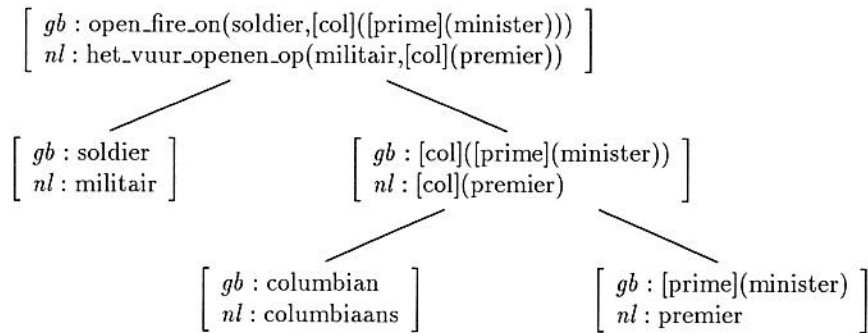 gb : open_fire_on(soldier,[col]([prime](minister)))
nl : het_vuur_openen_op(militair,[col](premier))
gb : soldier
nl : militair
gb : [col]([prime](minister))
nl : [col](premier)
gb : columbian
nl : columbiaans
gb : [prime](minister)
nl : premier